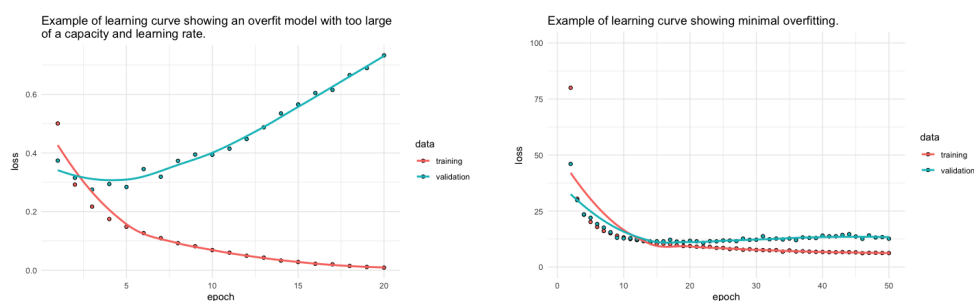 Example of learning curve showing an overfit model with too large
of a capacity and learning rate.
0.6
0.4
0.2
0.0
loss
5
10
15
20
epoch
data
training
validation
Example of learning curve showing minimal overfitting.
100
75
50
25
0
loss
0
10
20
30
40
50
epoch
data
training
validation